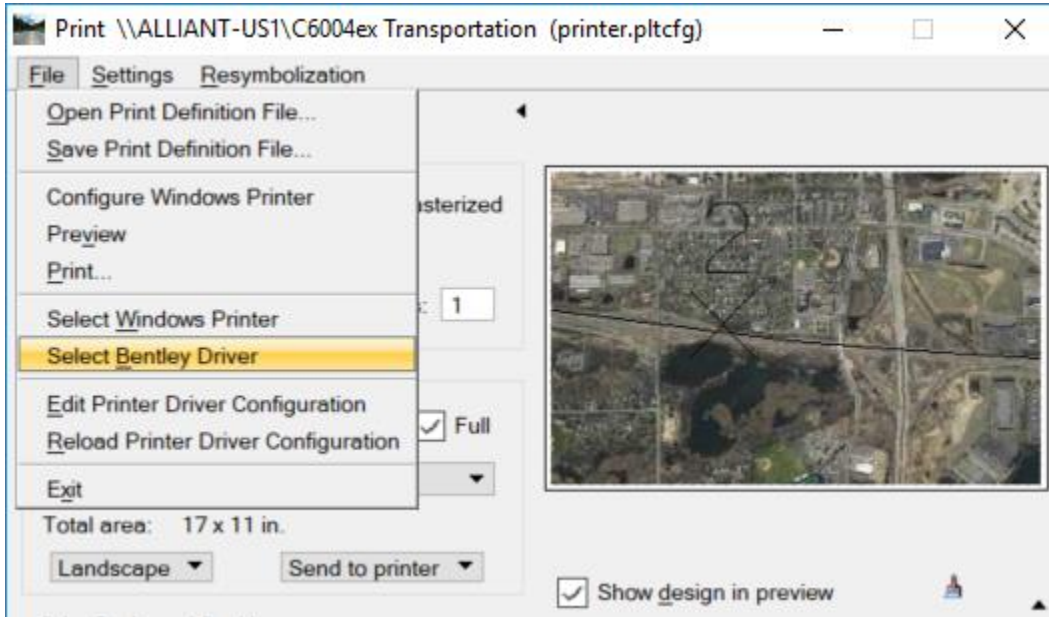 Print \\ALLIANT-US1\C6004ex Transportation (printer.pltcfg)
File Settings Resymbolization
Open Print Definition File...
Save Print Definition File...
Configure Windows Printer
Preview
Print...
Select Windows Printer
Select Bentley Driver
Edit Printer Driver Configuration
Reload Printer Driver Configuration
Exit
1
Full
Total area: 17 x 11 in.
Landscape
Send to printer
2
Show design in preview